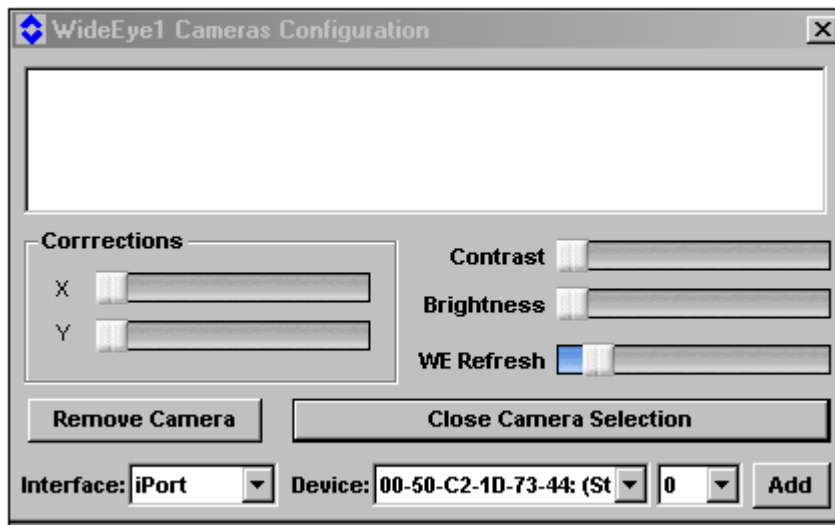 WideEye1 Cameras Configuration
Corrrections
X
Y
Contrast
Brightness
WE Refresh
Remove Camera
Close Camera Selection
Interface: iPort Device: 00-50-C2-1D-73-44: (St 0 Add